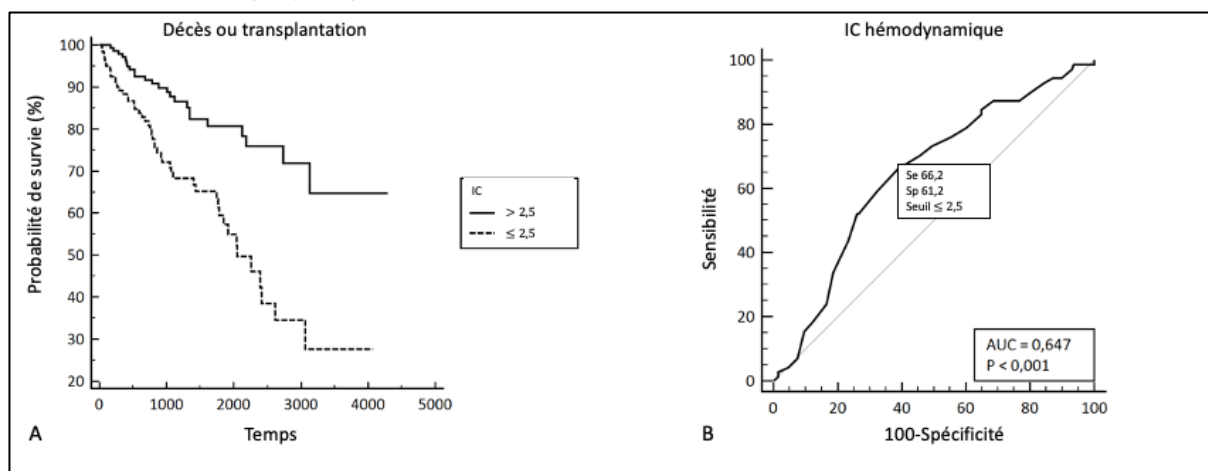 Décès ou transplantation
100
90
80
70
60
50
40
30
20
Probabilité de survie (%)
0 1000 2000 3000 4000 5000
Temps
A
IC
> 2,5
≤ 2,5
IC hémodynamique
100
80
60
40
20
0
Sensibilité
0 20 40 60 80 100
100-Spécificité
B
Se 66,2
Sp 61,2
Seuil ≤ 2,5
AUC = 0,647
P < 0,001